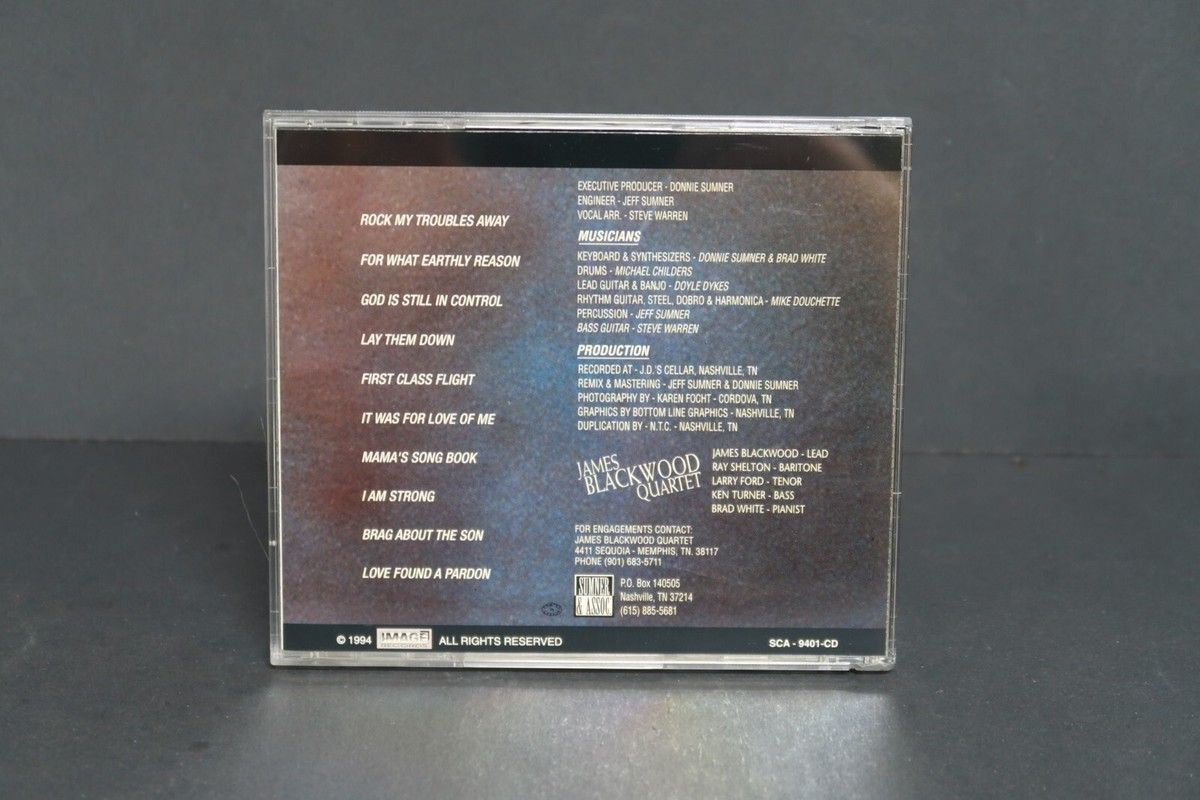 ROCK MY TROUBLES AWAY
FOR WHAT EARTHLY REASON
GOD IS STILL IN CONTROL
LAY THEM DOWN
FIRST CLASS FLIGHT
IT WAS FOR LOVE OF ME
MAMA'S SONG BOOK
I AM STRONG
BRAG ABOUT THE SON
LOVE FOUND A PARDON
EXECUTIVE PRODUCER - DONNIE SUMNER
ENGINEER - JEFF SUMNER
VOCAL ARR. - STEVE WARREN
MUSICIANS
KEYBOARD & SYNTHESIZERS - DONNIE SUMNER & BRAD WHITE
DRUMS - MICHAEL CHILDERS
LEAD GUITAR & BANJO - DOYLE DYKES
RHYTHM GUITAR, STEEL, DOBRO & HARMONICA - MIKE DOUCHETTE
PERCUSSION - JEFF SUMNER
BASS GUITAR - STEVE WARREN
PRODUCTION
RECORDED AT - J.D.'S CELLAR, NASHVILLE, TN
REMIX & MASTERING - JEFF SUMNER & DONNIE SUMNER
PHOTOGRAPHY BY - KAREN FOCHT - CORDOVA, TN
GRAPHICS BY BOTTOM LINE GRAPHICS - NASHVILLE, TN
DUPLICATION BY - N.T.C. - NASHVILLE, TN
JAMES
BLACKWOOD
QUARTET
JAMES BLACKWOOD - LEAD
RAY SHELTON - BARITONE
LARRY FORD - TENOR
KEN TURNER - BASS
BRAD WHITE - PIANIST
FOR ENGAGEMENTS CONTACT:
JAMES BLACKWOOD QUARTET
4411 SEQUOIA - MEMPHIS, TN. 38117
PHONE (901) 683-5711
SUMNER
& ASSOC
P.O. Box 140505
Nashville, TN 37214
(615) 885-5681
© 1994 IMAGE RECORDS ALL RIGHTS RESERVED
SCA - 9401-CD